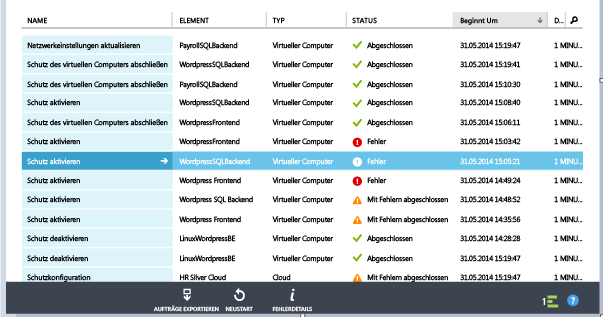 NAME ELEMENT TYP STATUS Beginnt Um D...
Netzwerkeinstellungen aktualisieren PayrollSQLBackend Virtueller Computer Abgeschlossen 31.05.2014 15:19:47 1 MINU...
Schutz des virtuellen Computers abschließen WordpressSQLBackend Virtueller Computer Abgeschlossen 31.05.2014 15:19:41 1 MINU...
Schutz des virtuellen Computers abschließen PayrollSQLBackend Virtueller Computer Abgeschlossen 31.05.2014 15:10:30 1 MINU...
Schutz aktivieren WordpressSQLBackend Virtueller Computer Abgeschlossen 31.05.2014 15:08:40 1 MINU...
Schutz des virtuellen Computers abschließen WordpressFrontend Virtueller Computer Abgeschlossen 31.05.2014 15:06:11 1 MINU...
Schutz aktivieren WordpressFrontend Virtueller Computer Fehler 31.05.2014 15:03:42 1 MINU...
Schutz aktivieren WordpressSQLBackend Virtueller Computer Fehler 31.05.2014 15:05:21 1 MINU...
Schutz aktivieren Wordpress Frontend Virtueller Computer Fehler 31.05.2014 14:49:24 1 MINU...
Schutz aktivieren Wordpress SQL Backend Virtueller Computer Mit Fehlern abgeschlossen 31.05.2014 14:48:52 1 MINU...
Schutz aktivieren Wordpress Frontend Virtueller Computer Mit Fehlern abgeschlossen 31.05.2014 14:35:56 1 MINU...
Schutz deaktivieren LinuxWordpressBE Virtueller Computer Abgeschlossen 31.05.2014 14:28:28 1 MINU...
Schutz deaktivieren LinuxWordpressBE Virtueller Computer Abgeschlossen 31.05.2014 15:19:47 1 MINU...
Schutzkonfiguration HR Sliver Cloud Cloud Mit Fehlern abgeschlossen 31.05.2014 15:19:47 1 MINU...
AUFTRÄGE EXPORTIEREN NEUSTART FEHLERDETAILS 1 ?